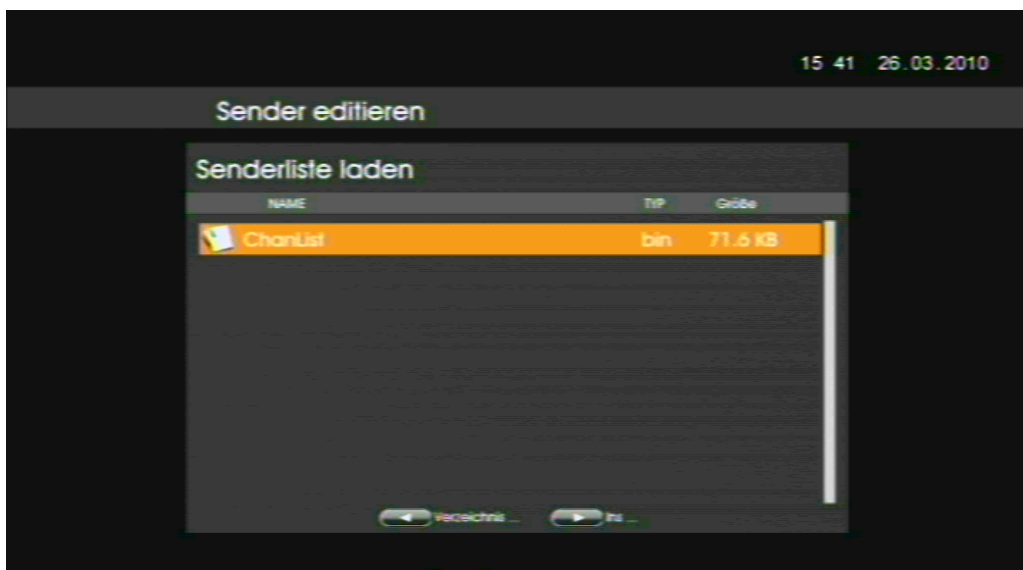 15 41 26.03.2010
Sender editieren
Senderliste laden
NAME TYP Größe
ChanList bin 71.6 KB
Verzeichnis ... Ins ...